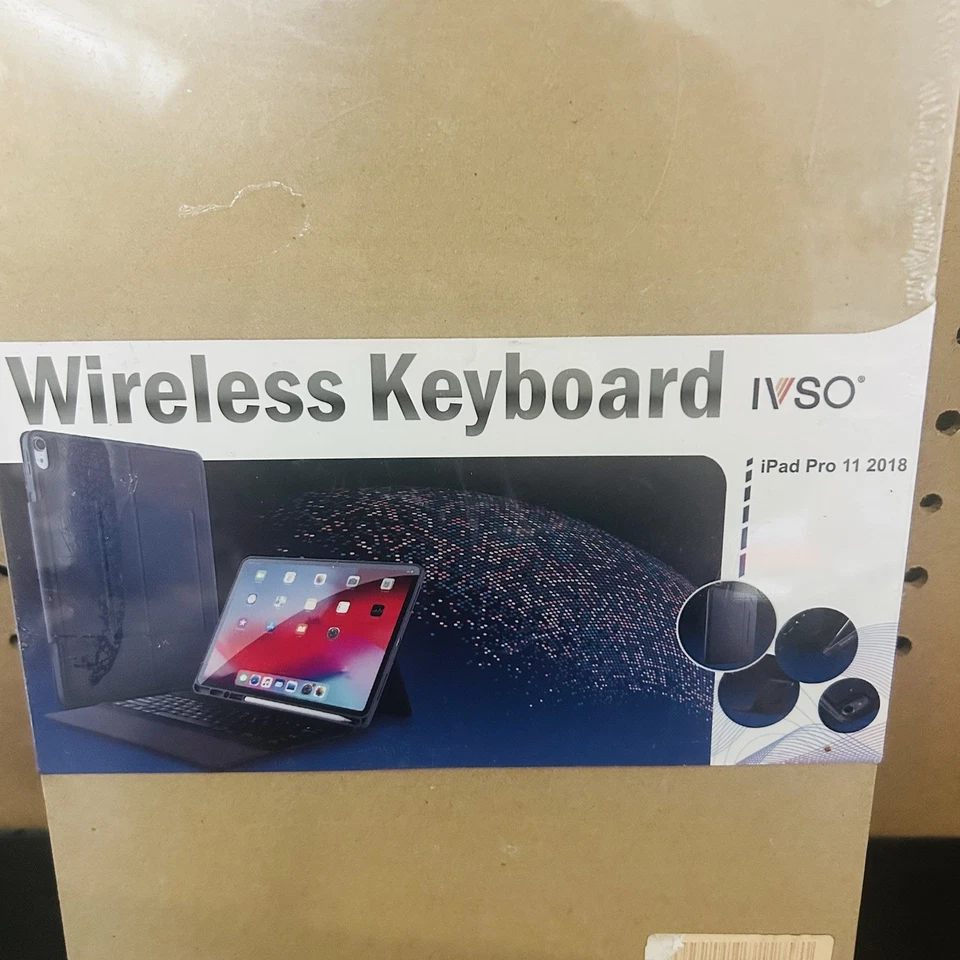 Wireless Keyboard
IVSO®
iPad Pro 11 2018